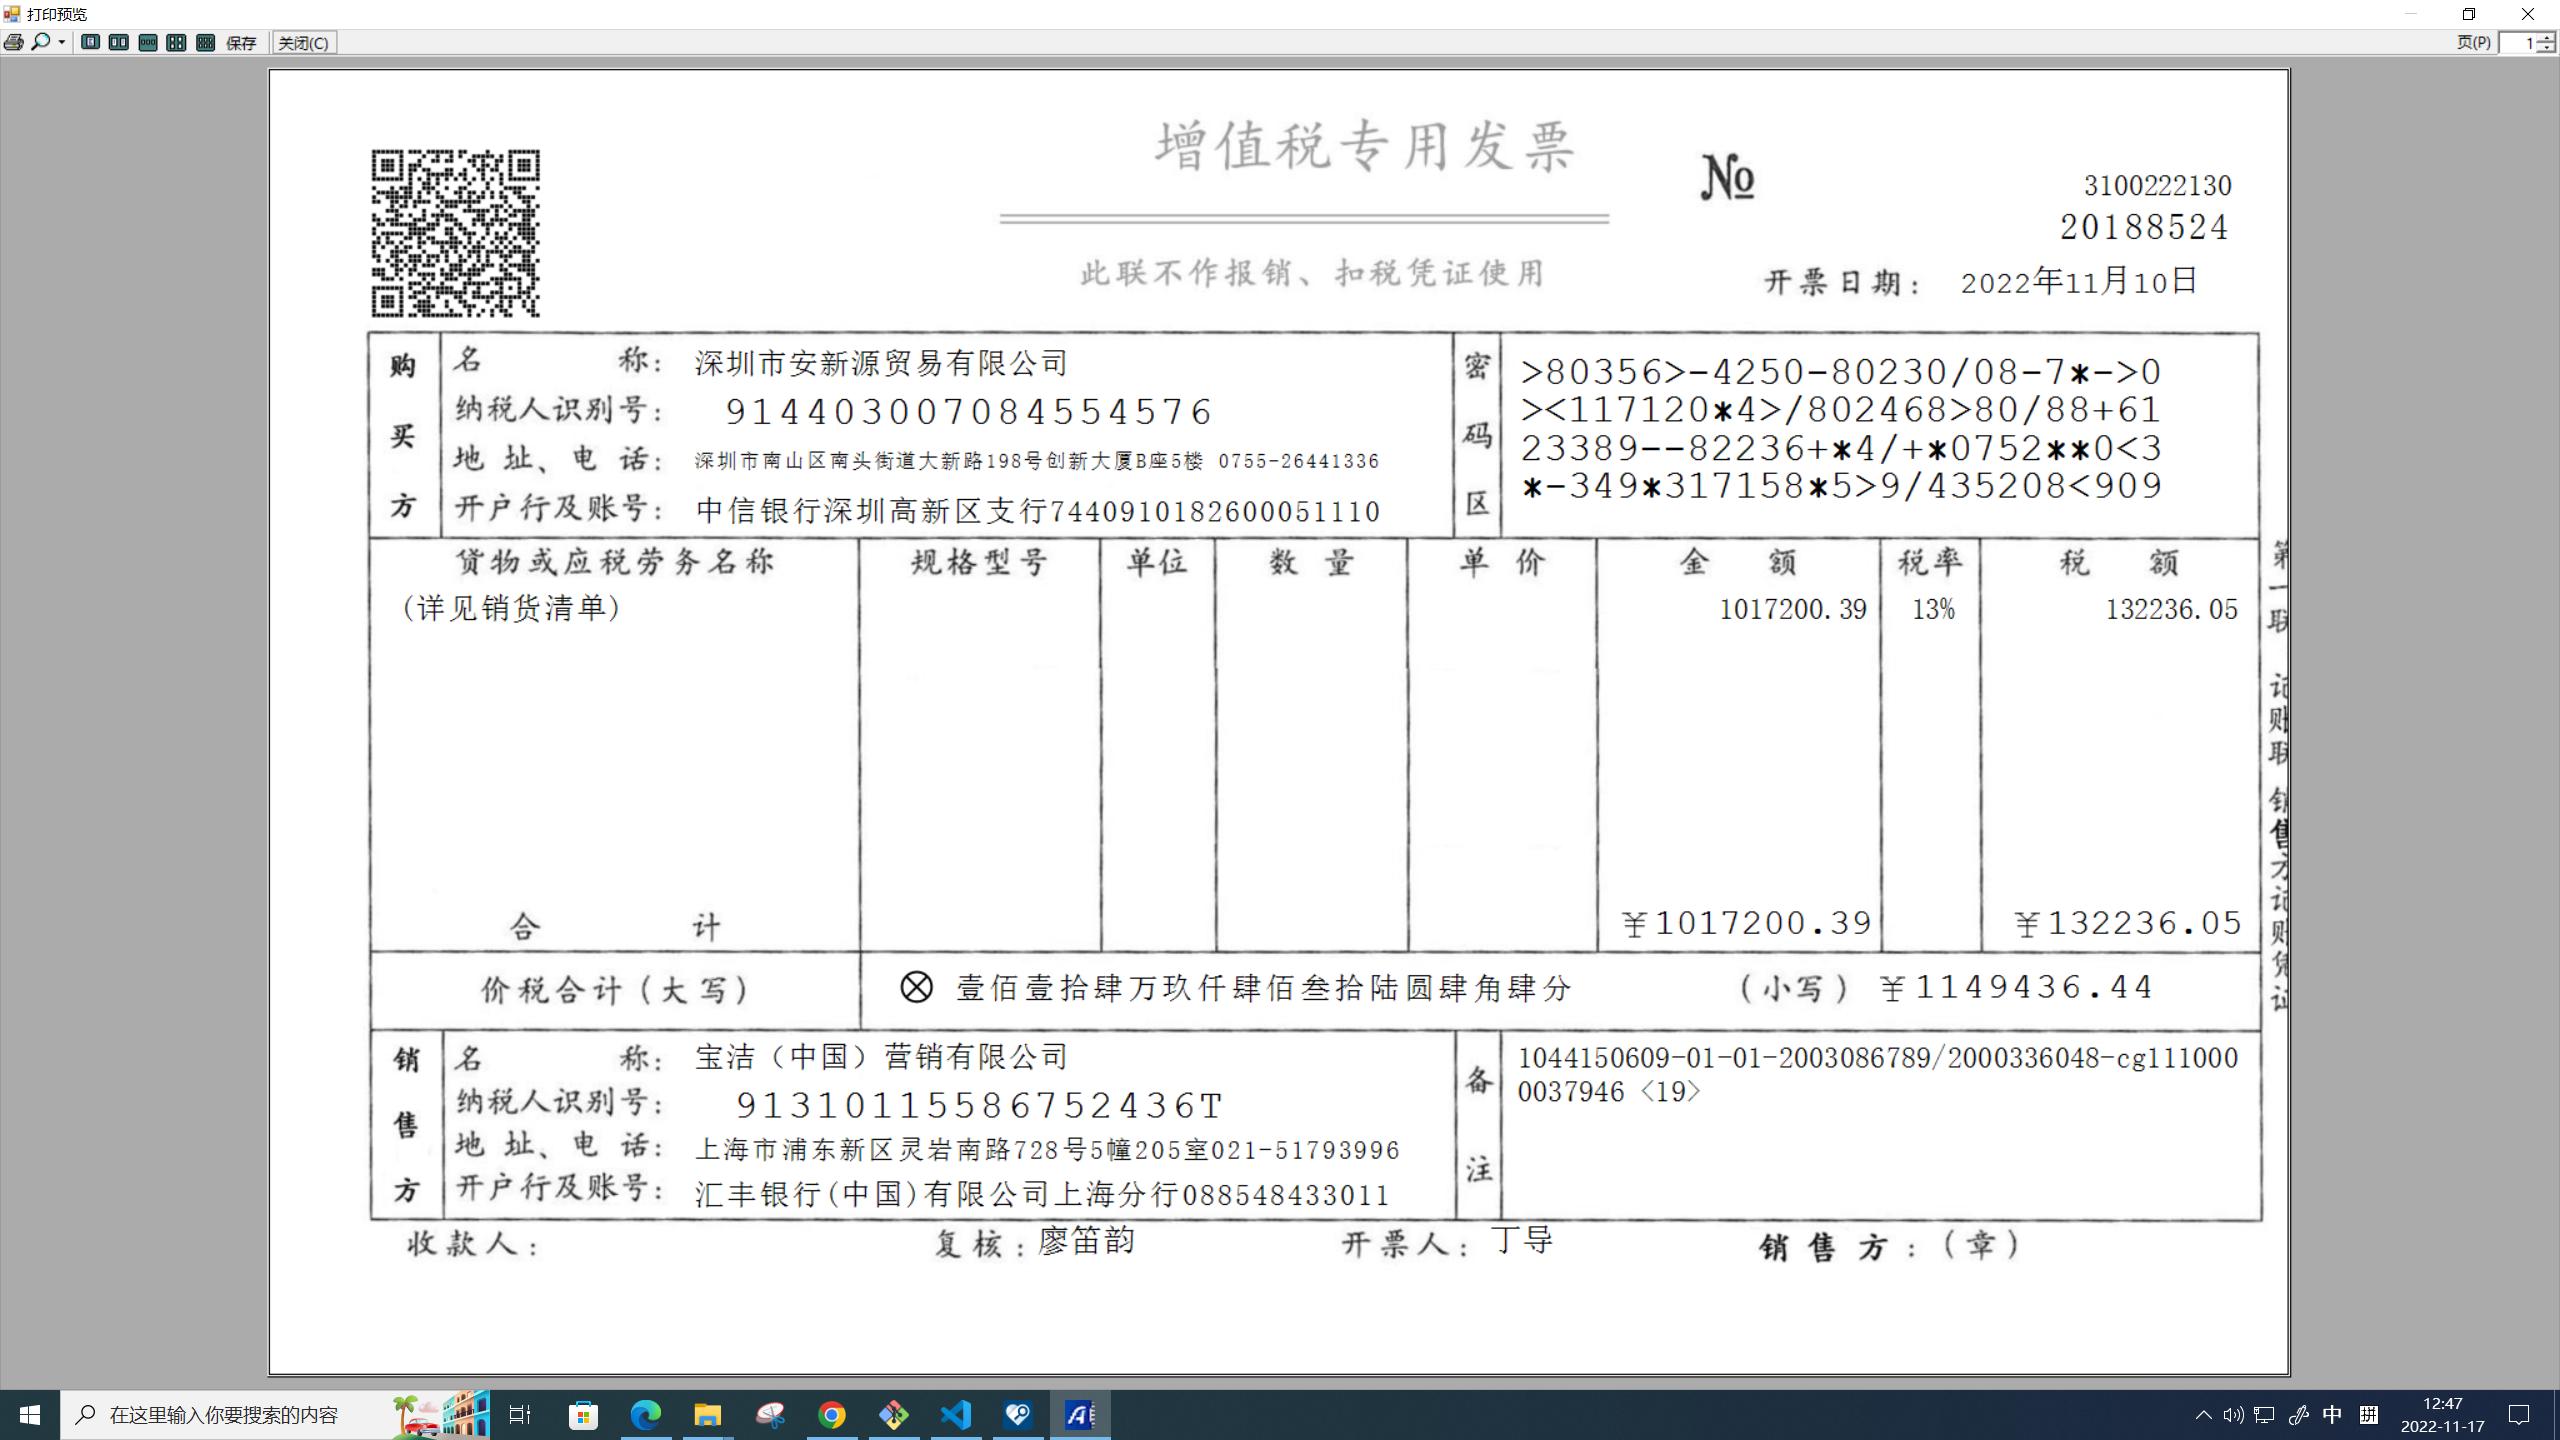 打印预览
保存 关闭(C) 页(P) 1
增值税专用发票
№
3100222130
20188524
此联不作报销、扣税凭证使用
开票日期： 2022年11月10日
购买方
名 称： 深圳市安新源贸易有限公司
纳税人识别号： 914403007084554576
地 址、电 话： 深圳市南山区南头街道大新路198号创新大厦B座5楼 0755-26441336
开户行及账号： 中信银行深圳高新区支行7440910182600051110
密码区
>80356>-4250-80230/08-7*->0
><117120*4>/802468>80/88+61
23389--82236+*4/+*0752**0<3
*-349*317158*5>9/435208<909
货物或应税劳务名称 规格型号 单位 数 量 单 价 金 额 税率 税 额
(详见销货清单) 1017200.39 13% 132236.05
合 计 ￥1017200.39 ￥132236.05
价税合计(大写) ⊗ 壹佰壹拾肆万玖仟肆佰叁拾陆圆肆角肆分 (小写) ￥1149436.44
销售方
名 称： 宝洁（中国）营销有限公司
纳税人识别号： 91310115586752436T
地 址、电 话： 上海市浦东新区灵岩南路728号5幢205室021-51793996
开户行及账号： 汇丰银行(中国)有限公司上海分行088548433011
备注
1044150609-01-01-2003086789/2000336048-cg111000
0037946 <19>
收款人： 复核：廖笛韵 开票人：丁导 销售方：(章)
第一联 记账联 销售方记账凭证
在这里输入你要搜索的内容
中 拼
12:47
2022-11-17